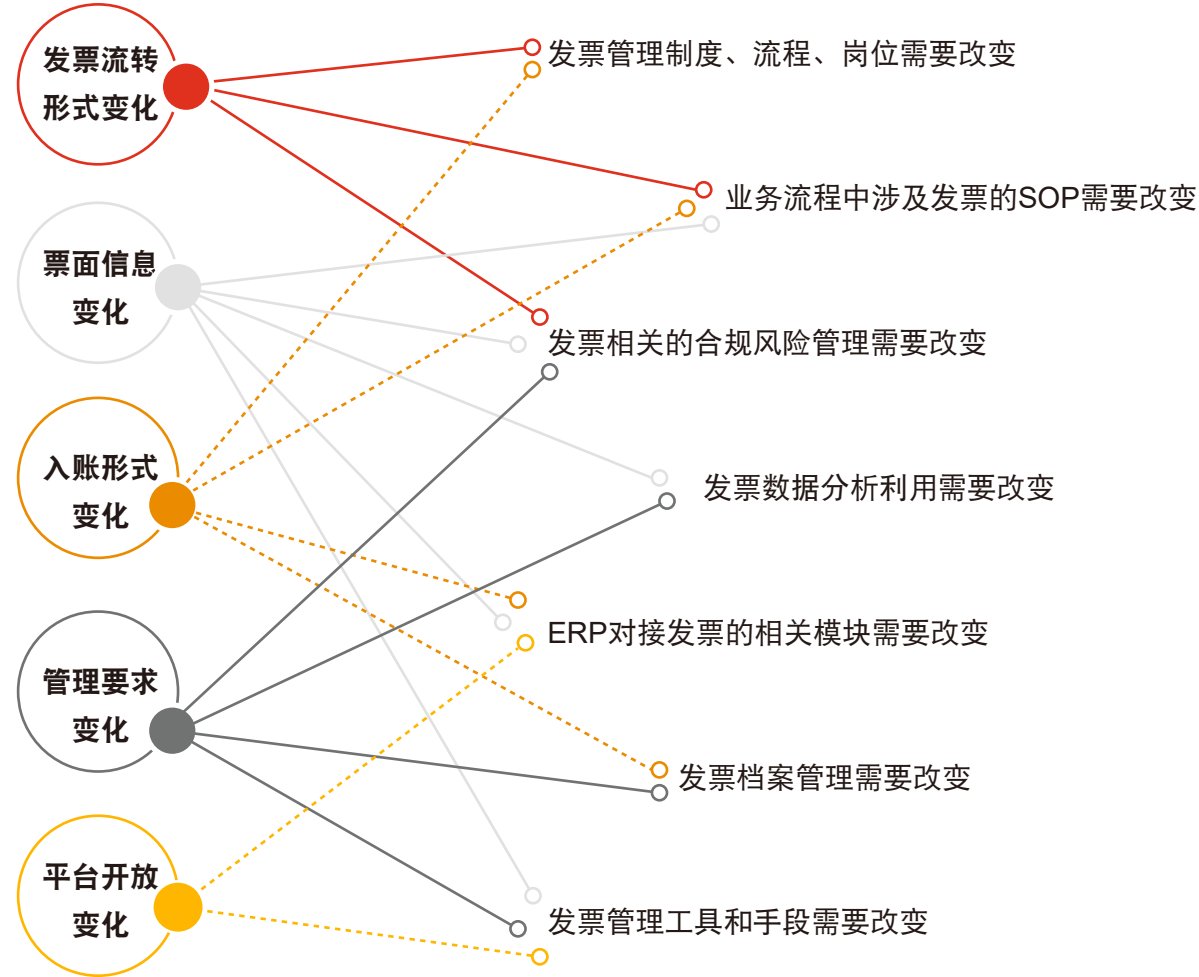 发票流转
形式变化
票面信息
变化
入账形式
变化
管理要求
变化
平台开放
变化
发票管理制度、流程、岗位需要改变
业务流程中涉及发票的SOP需要改变
发票相关的合规风险管理需要改变
发票数据分析利用需要改变
ERP对接发票的相关模块需要改变
发票档案管理需要改变
发票管理工具和手段需要改变